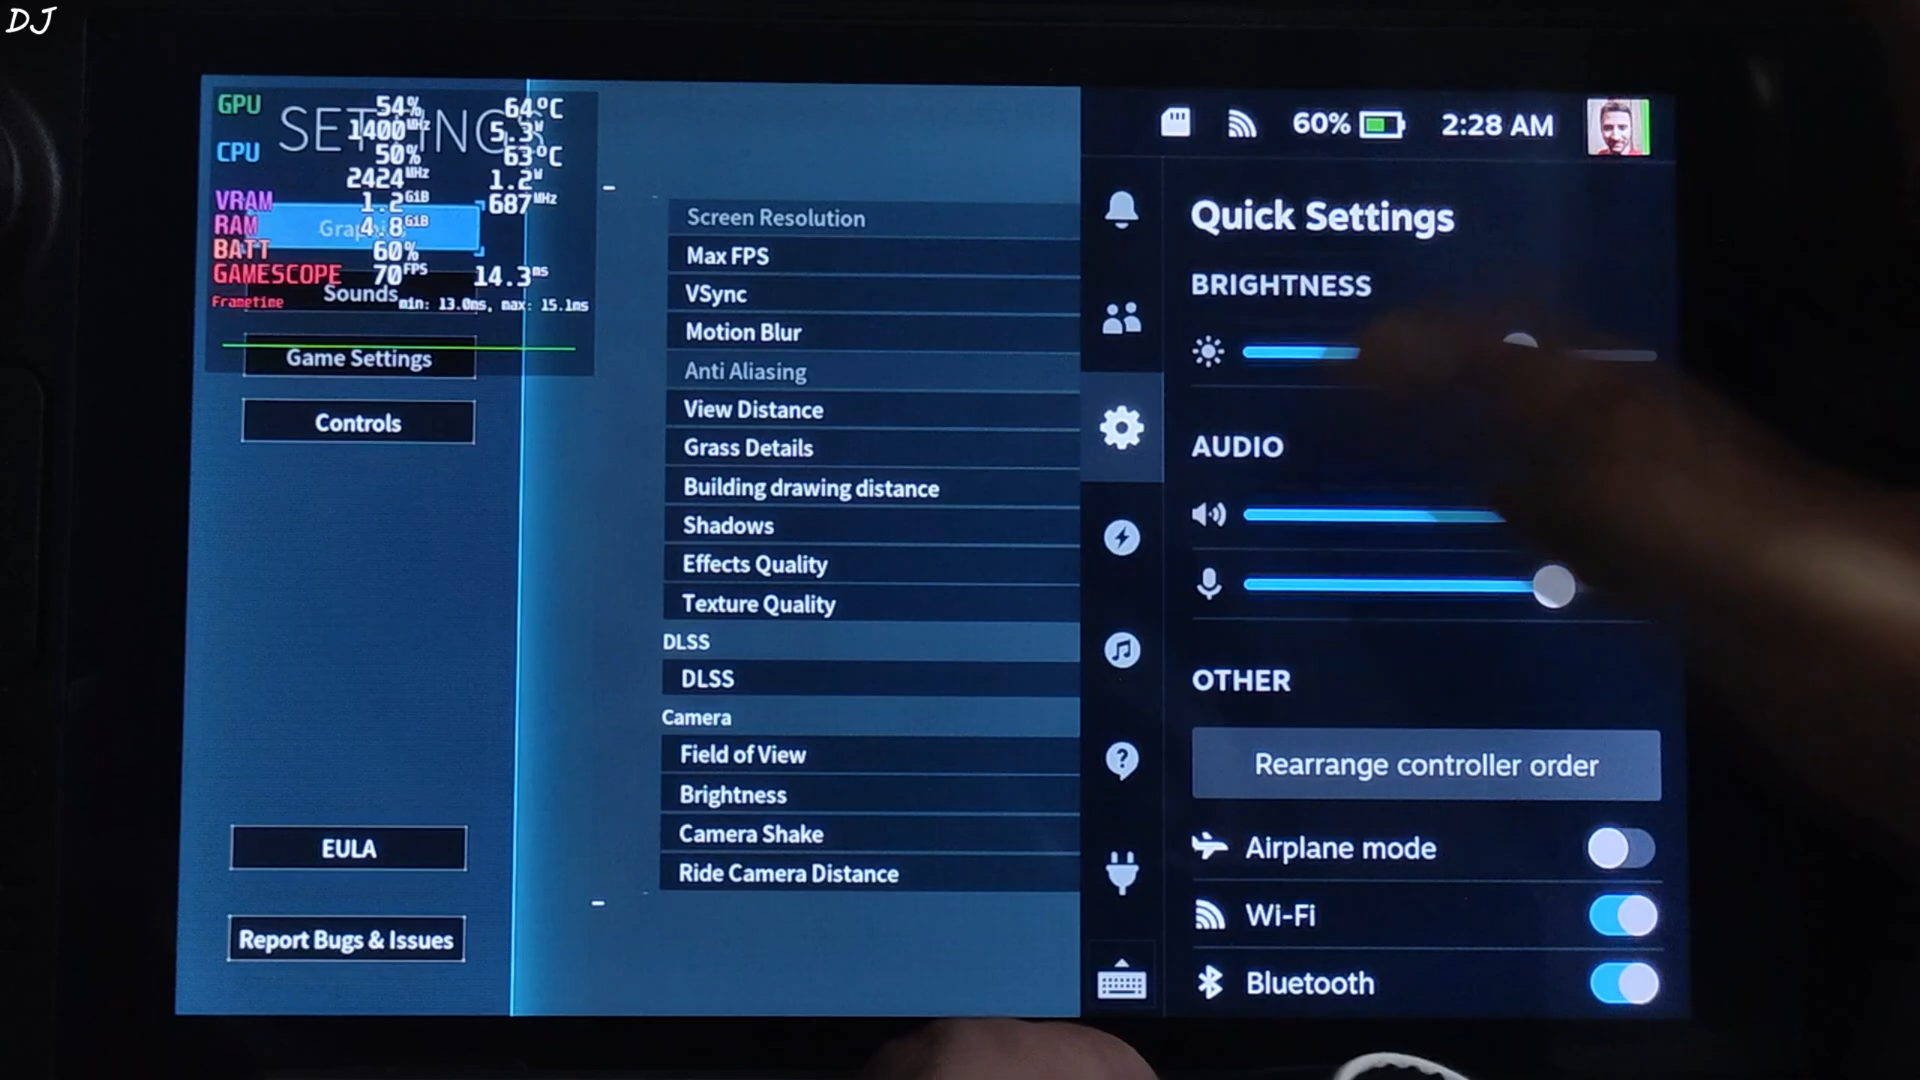 DJ
GPU 54% 64°C
1400MHz 5.3W
CPU 50% 63°C
2424MHz 1.2W
VRAM 1.2GiB 687MHz
RAM 4.8GiB
BATT 60%
GAMESCOPE 70FPS 14.3ms
Frametime min: 13.0ms, max: 15.1ms
SETTINGS
Graphics
Sounds
Game Settings
Controls
EULA
Report Bugs & Issues
Screen Resolution
Max FPS
VSync
Motion Blur
Anti Aliasing
View Distance
Grass Details
Building drawing distance
Shadows
Effects Quality
Texture Quality
DLSS
DLSS
Camera
Field of View
Brightness
Camera Shake
Ride Camera Distance
60% 2:28 AM
Quick Settings
BRIGHTNESS
AUDIO
OTHER
Rearrange controller order
Airplane mode
Wi-Fi
Bluetooth